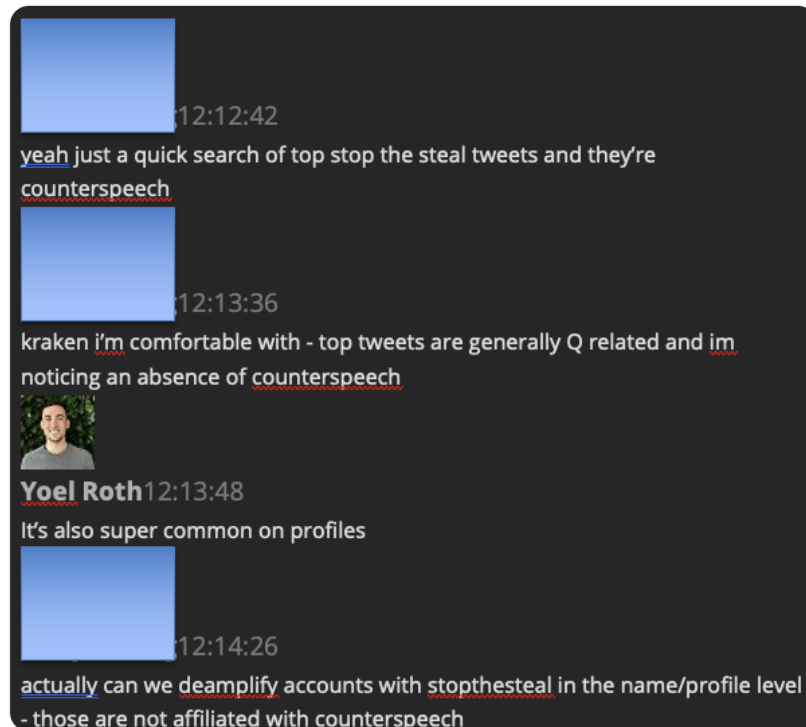 12:12:42
yeah just a quick search of top stop the steal tweets and they're
counterspeech
12:13:36
kraken i'm comfortable with - top tweets are generally Q related and im
noticing an absence of counterspeech
Yoel Roth12:13:48
It's also super common on profiles
12:14:26
actually can we deamplify accounts with stopthesteal in the name/profile level
- those are not affiliated with counterspeech